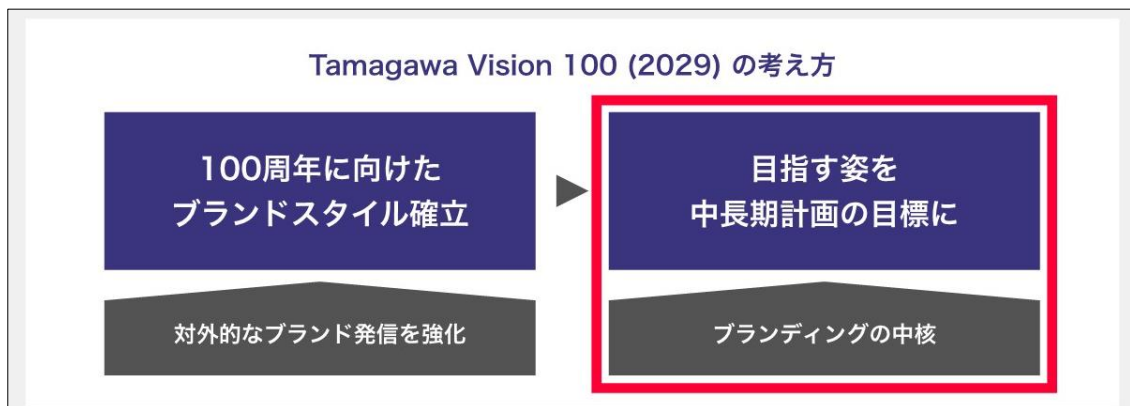 Tamagawa Vision 100 (2029) の考え方
100周年に向けた
ブランドスタイル確立
対外的なブランド発信を強化
目指す姿を
中長期計画の目標に
ブランディングの中核